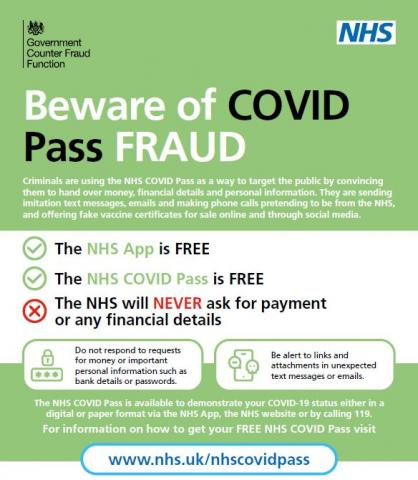 Government
Counter Fraud
Function
NHS
Beware of COVID
Pass FRAUD
Criminals are using the NHS COVID Pass as a way to target the public by convincing
them to hand over money, financial details and personal information. They are sending
imitation text messages, emails and making phone calls pretending to be from the NHS,
and offering fake vaccine certificates for sale online and through social media.
The NHS App is FREE
The NHS COVID Pass is FREE
The NHS will NEVER ask for payment
or any financial details
Do not respond to requests
for money or important
personal information such as
bank details or passwords.
Be alert to links and
attachments in unexpected
text messages or emails.
The NHS COVID Pass is available to demonstrate your COVID-19 status either in a
digital or paper format via the NHS App, the NHS website or by calling 119.
For information on how to get your FREE NHS COVID Pass visit
www.nhs.uk/nhscovidpass